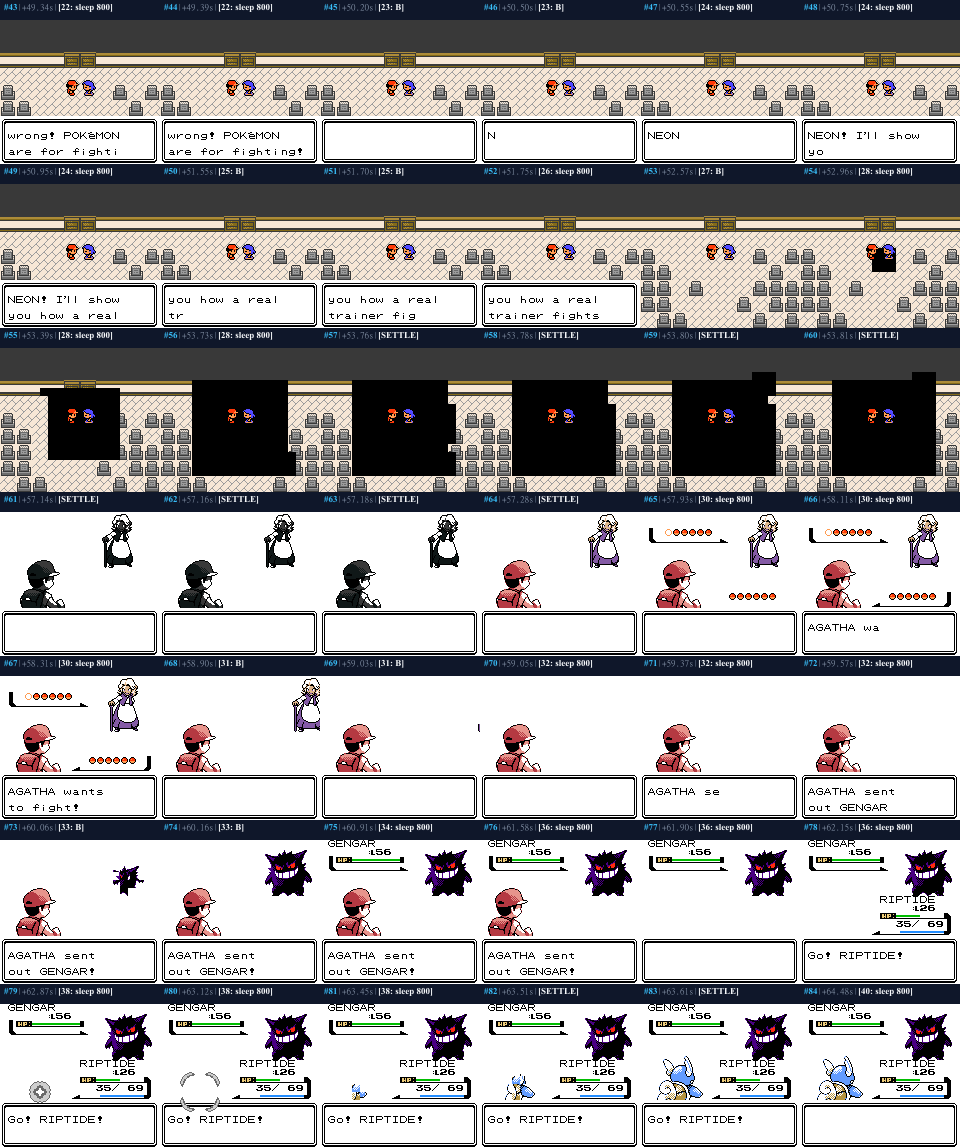 #43|+49.34s|[22: sleep 800] #44|+49.39s|[22: sleep 800] #45|+50.20s|[23: B] #46|+50.50s|[23: B] #47|+50.55s|[24: sleep 800] #48|+50.75s|[24: sleep 800]
wrong! POKéMON
are for fighti
wrong! POKéMON
are for fighting!
N
NEON
NEON! I'll show
yo
#49|+50.95s|[24: sleep 800] #50|+51.55s|[25: B] #51|+51.70s|[25: B] #52|+51.75s|[26: sleep 800] #53|+52.57s|[27: B] #54|+52.96s|[28: sleep 800]
NEON! I'll show
you how a real
you how a real
tr
you how a real
trainer fig
you how a real
trainer fights
#55|+53.39s|[28: sleep 800] #56|+53.73s|[28: sleep 800] #57|+53.76s|[SETTLE] #58|+53.78s|[SETTLE] #59|+53.80s|[SETTLE] #60|+53.81s|[SETTLE]
#61|+57.14s|[SETTLE] #62|+57.16s|[SETTLE] #63|+57.18s|[SETTLE] #64|+57.28s|[SETTLE] #65|+57.93s|[30: sleep 800] #66|+58.11s|[30: sleep 800]
AGATHA wa
#67|+58.31s|[30: sleep 800] #68|+58.90s|[31: B] #69|+59.03s|[31: B] #70|+59.05s|[32: sleep 800] #71|+59.37s|[32: sleep 800] #72|+59.57s|[32: sleep 800]
AGATHA wants
to fight!
AGATHA se
AGATHA sent
out GENGAR
#73|+60.06s|[33: B] #74|+60.16s|[33: B] #75|+60.91s|[34: sleep 800] #76|+61.58s|[36: sleep 800] #77|+61.90s|[36: sleep 800] #78|+62.15s|[36: sleep 800]
AGATHA sent
out GENGAR!
AGATHA sent
out GENGAR!
GENGAR
:L56
HP:
AGATHA sent
out GENGAR!
GENGAR
:L56
HP:
AGATHA sent
out GENGAR!
GENGAR
:L56
HP:
GENGAR
:L56
HP:
RIPTIDE
:L26
HP:
35/ 69
Go! RIPTIDE!
#79|+62.87s|[38: sleep 800] #80|+63.12s|[38: sleep 800] #81|+63.45s|[38: sleep 800] #82|+63.51s|[SETTLE] #83|+63.61s|[SETTLE] #84|+64.48s|[40: sleep 800]
GENGAR
:L56
HP:
RIPTIDE
:L26
HP:
35/ 69
Go! RIPTIDE!
GENGAR
:L56
HP:
RIPTIDE
:L26
HP:
35/ 69
Go! RIPTIDE!
GENGAR
:L56
HP:
RIPTIDE
:L26
HP:
35/ 69
Go! RIPTIDE!
GENGAR
:L56
HP:
RIPTIDE
:L26
HP:
35/ 69
Go! RIPTIDE!
GENGAR
:L56
HP:
RIPTIDE
:L26
HP:
35/ 69
Go! RIPTIDE!
GENGAR
:L56
HP:
RIPTIDE
:L26
HP:
35/ 69